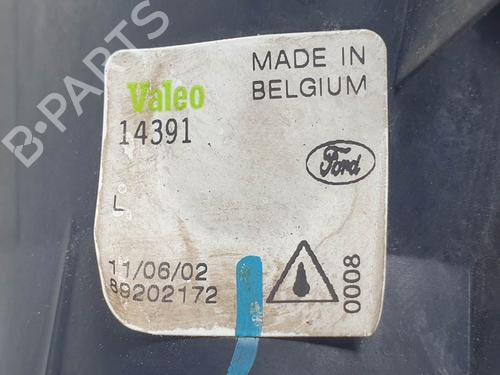 B-PARTS
Valeo
MADE IN
BELGIUM
14391
Ford
L
11/06/02
89202172
0008